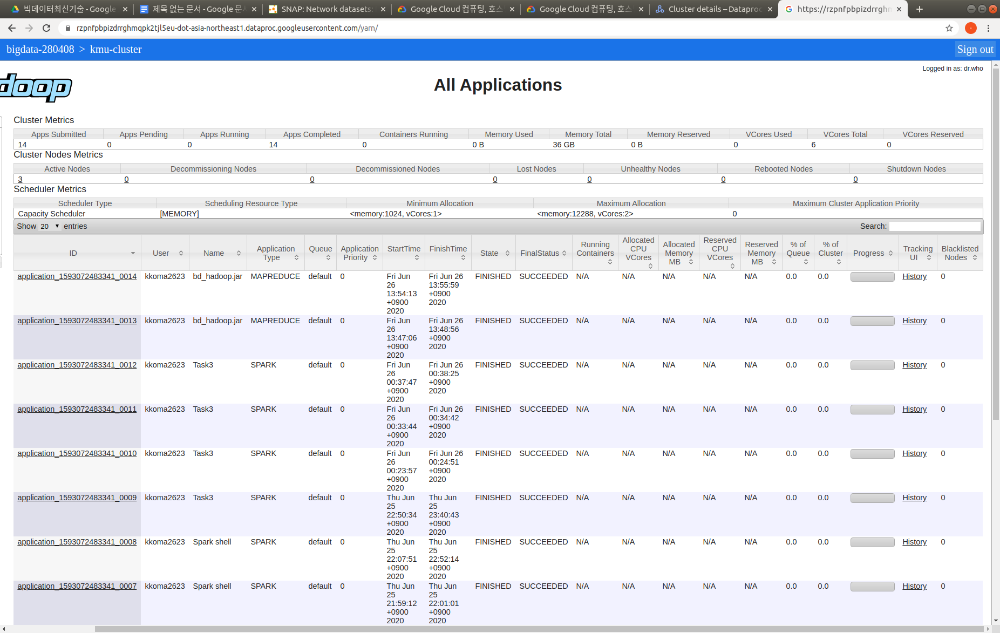 빅데이터최신기술 - Google
제목 없는 문서 - Google 문서
SNAP: Network datasets:
Google Cloud 컴퓨팅, 호스
Google Cloud 컴퓨팅, 호스
Cluster details – Dataproc
https://rzpnfpbpizdrrghm
rzpnfpbpizdrrghmqpk2tjl5eu-dot-asia-northeast1.dataproc.googleusercontent.com/yarn/
bigdata-280408 > kmu-cluster
Sign out
Logged in as: dr.who
doop
All Applications
Cluster Metrics
Apps Submitted Apps Pending Apps Running Apps Completed Containers Running Memory Used Memory Total Memory Reserved VCores Used VCores Total VCores Reserved
14 0 0 14 0 0 B 36 GB 0 B 0 6 0
Cluster Nodes Metrics
Active Nodes Decommissioning Nodes Decommissioned Nodes Lost Nodes Unhealthy Nodes Rebooted Nodes Shutdown Nodes
3 0 0 0 0 0 0
Scheduler Metrics
Scheduler Type Scheduling Resource Type Minimum Allocation Maximum Allocation Maximum Cluster Application Priority
Capacity Scheduler [MEMORY] <memory:1024, vCores:1> <memory:12288, vCores:2> 0
Show 20 entries Search:
ID User Name Application Type Queue Application Priority StartTime FinishTime State FinalStatus Running Containers Allocated CPU VCores Allocated Memory MB Reserved CPU VCores Reserved Memory MB % of Queue % of Cluster Progress Tracking UI Blacklisted Nodes
application_1593072483341_0014 kkoma2623 bd_hadoop.jar MAPREDUCE default 0 Fri Jun 26 13:54:13 +0900 2020 Fri Jun 26 13:55:59 +0900 2020 FINISHED SUCCEEDED N/A N/A N/A N/A N/A 0.0 0.0 History 0
application_1593072483341_0013 kkoma2623 bd_hadoop.jar MAPREDUCE default 0 Fri Jun 26 13:47:06 +0900 2020 Fri Jun 26 13:48:56 +0900 2020 FINISHED SUCCEEDED N/A N/A N/A N/A N/A 0.0 0.0 History 0
application_1593072483341_0012 kkoma2623 Task3 SPARK default 0 Fri Jun 26 00:37:47 +0900 2020 Fri Jun 26 00:38:25 +0900 2020 FINISHED SUCCEEDED N/A N/A N/A N/A N/A 0.0 0.0 History 0
application_1593072483341_0011 kkoma2623 Task3 SPARK default 0 Fri Jun 26 00:33:44 +0900 2020 Fri Jun 26 00:34:42 +0900 2020 FINISHED SUCCEEDED N/A N/A N/A N/A N/A 0.0 0.0 History 0
application_1593072483341_0010 kkoma2623 Task3 SPARK default 0 Fri Jun 26 00:23:57 +0900 2020 Fri Jun 26 00:24:51 +0900 2020 FINISHED SUCCEEDED N/A N/A N/A N/A N/A 0.0 0.0 History 0
application_1593072483341_0009 kkoma2623 Task3 SPARK default 0 Thu Jun 25 22:50:34 +0900 2020 Thu Jun 25 23:40:43 +0900 2020 FINISHED SUCCEEDED N/A N/A N/A N/A N/A 0.0 0.0 History 0
application_1593072483341_0008 kkoma2623 Spark shell SPARK default 0 Thu Jun 25 22:07:51 +0900 2020 Thu Jun 25 22:52:14 +0900 2020 FINISHED SUCCEEDED N/A N/A N/A N/A N/A 0.0 0.0 History 0
application_1593072483341_0007 kkoma2623 Spark shell SPARK default 0 Thu Jun 25 21:59:12 +0900 2020 Thu Jun 25 22:01:01 +0900 2020 FINISHED SUCCEEDED N/A N/A N/A N/A N/A 0.0 0.0 History 0